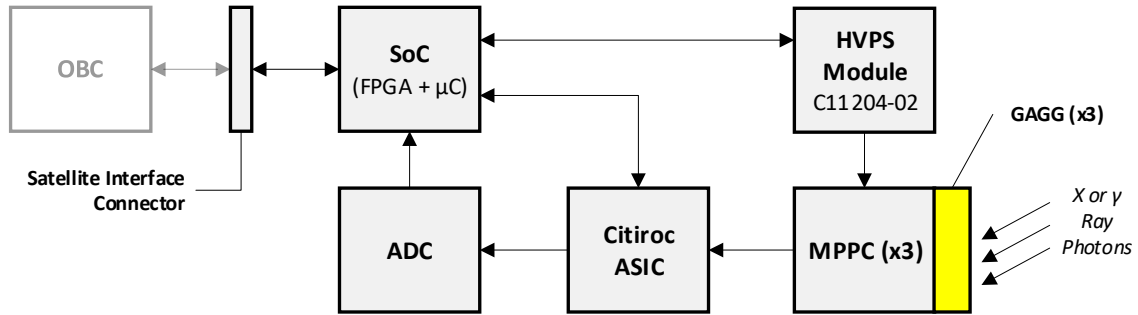 OBC
SoC
(FPGA + µC)
HVPS
Module
C11204-02
GAGG (x3)
Satellite Interface
Connector
ADC
Citiroc
ASIC
MPPC (x3)
X or γ
Ray
Photons